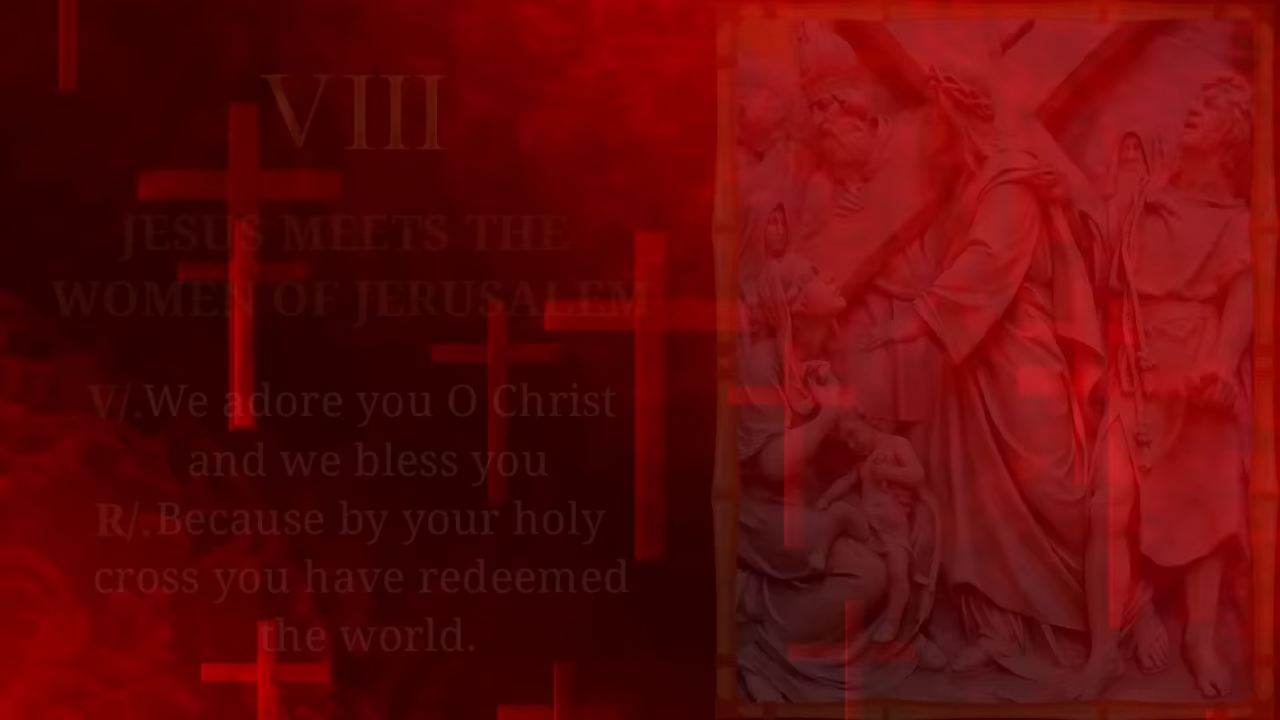 VIII
JESUS MEETS THE
WOMEN OF JERUSALEM
V/.We adore you O Christ
and we bless you
R/.Because by your holy
cross you have redeemed
the world.